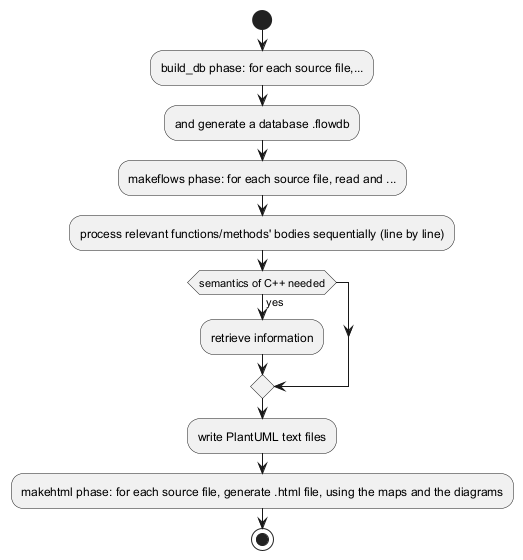 build_db phase: for each source file,...
and generate a database .flowdb
makeflows phase: for each source file, read and ...
process relevant functions/methods' bodies sequentially (line by line)
semantics of C++ needed
yes
retrieve information
write PlantUML text files
makehtml phase: for each source file, generate .html file, using the maps and the diagrams